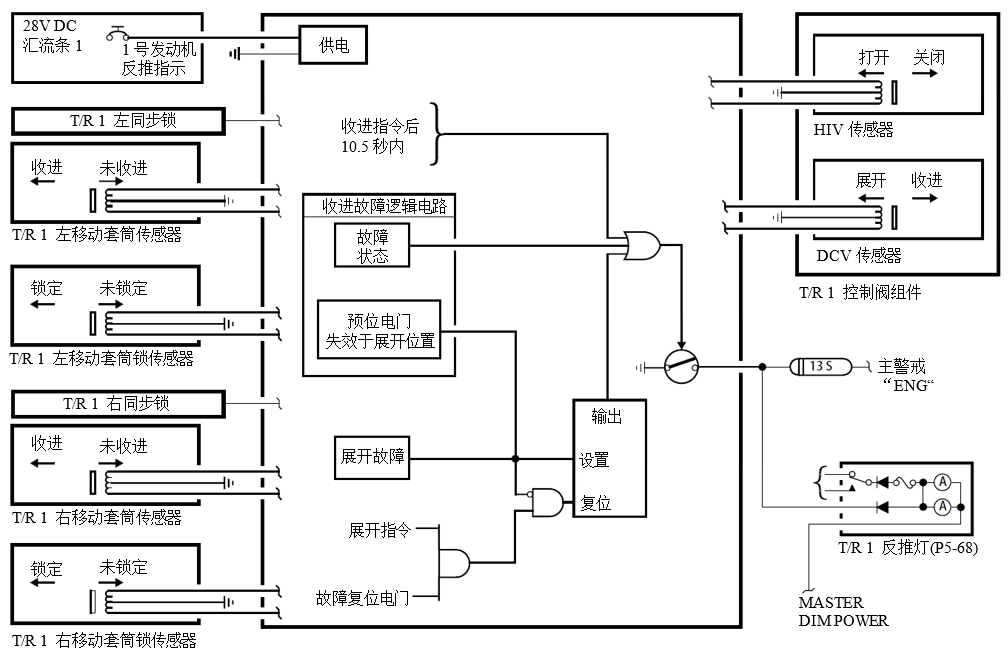 28V DC
汇流条 1
1 号发动机
反推指示
供电
T/R 1 左同步锁
收进 未收进
T/R 1 左移动套筒传感器
锁定 未锁定
T/R 1 左移动套筒锁传感器
T/R 1 右同步锁
收进 未收进
T/R 1 右移动套筒传感器
锁定 未锁定
T/R 1 右移动套筒锁传感器
收进指令后
10.5 秒内
收进故障逻辑电路
故障
状态
预位电门
失效于展开位置
展开故障
展开指令
故障复位电门
输出
设置
复位
打开 关闭
HIV 传感器
展开 收进
DCV 传感器
T/R 1 控制阀组件
13 S
主警戒
“ENG“
A
A
T/R 1 反推灯(P5-68)
MASTER
DIM POWER